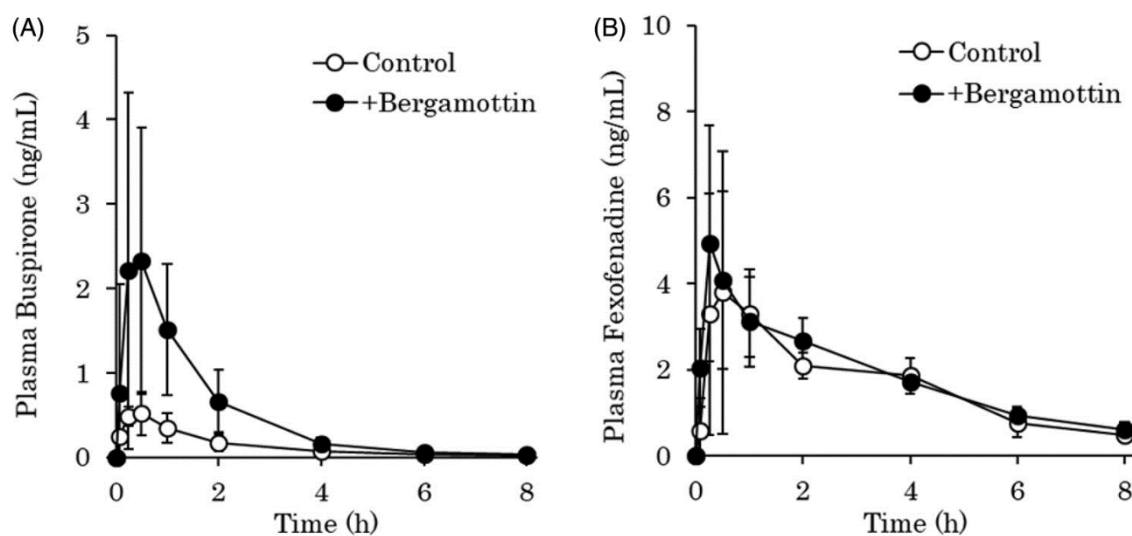 (A)
Plasma Buspirone (ng/mL)
5
4
3
2
1
0
Control
+Bergamottin
0 2 4 6 8
Time (h)
(B)
Plasma Fexofenadine (ng/mL)
10
8
6
4
2
0
Control
+Bergamottin
0 2 4 6 8
Time (h)